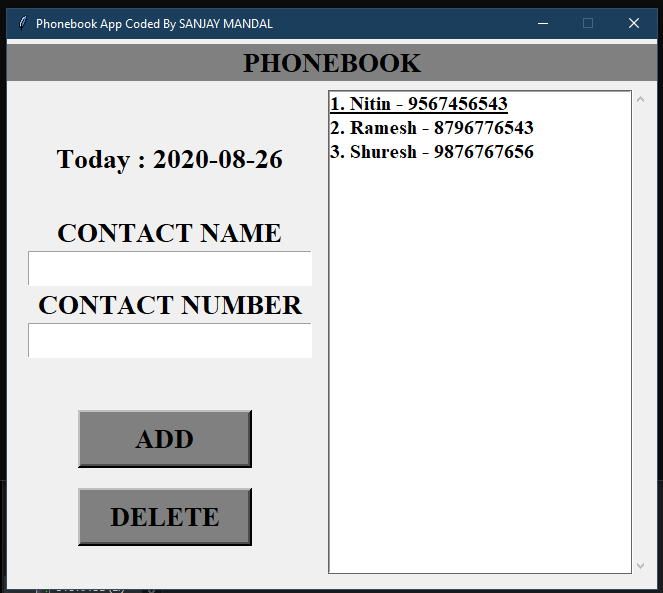 Phonebook App Coded By SANJAY MANDAL
PHONEBOOK
Today : 2020-08-26
CONTACT NAME
CONTACT NUMBER
ADD
DELETE
1. Nitin - 9567456543
2. Ramesh - 8796776543
3. Shuresh - 9876767656